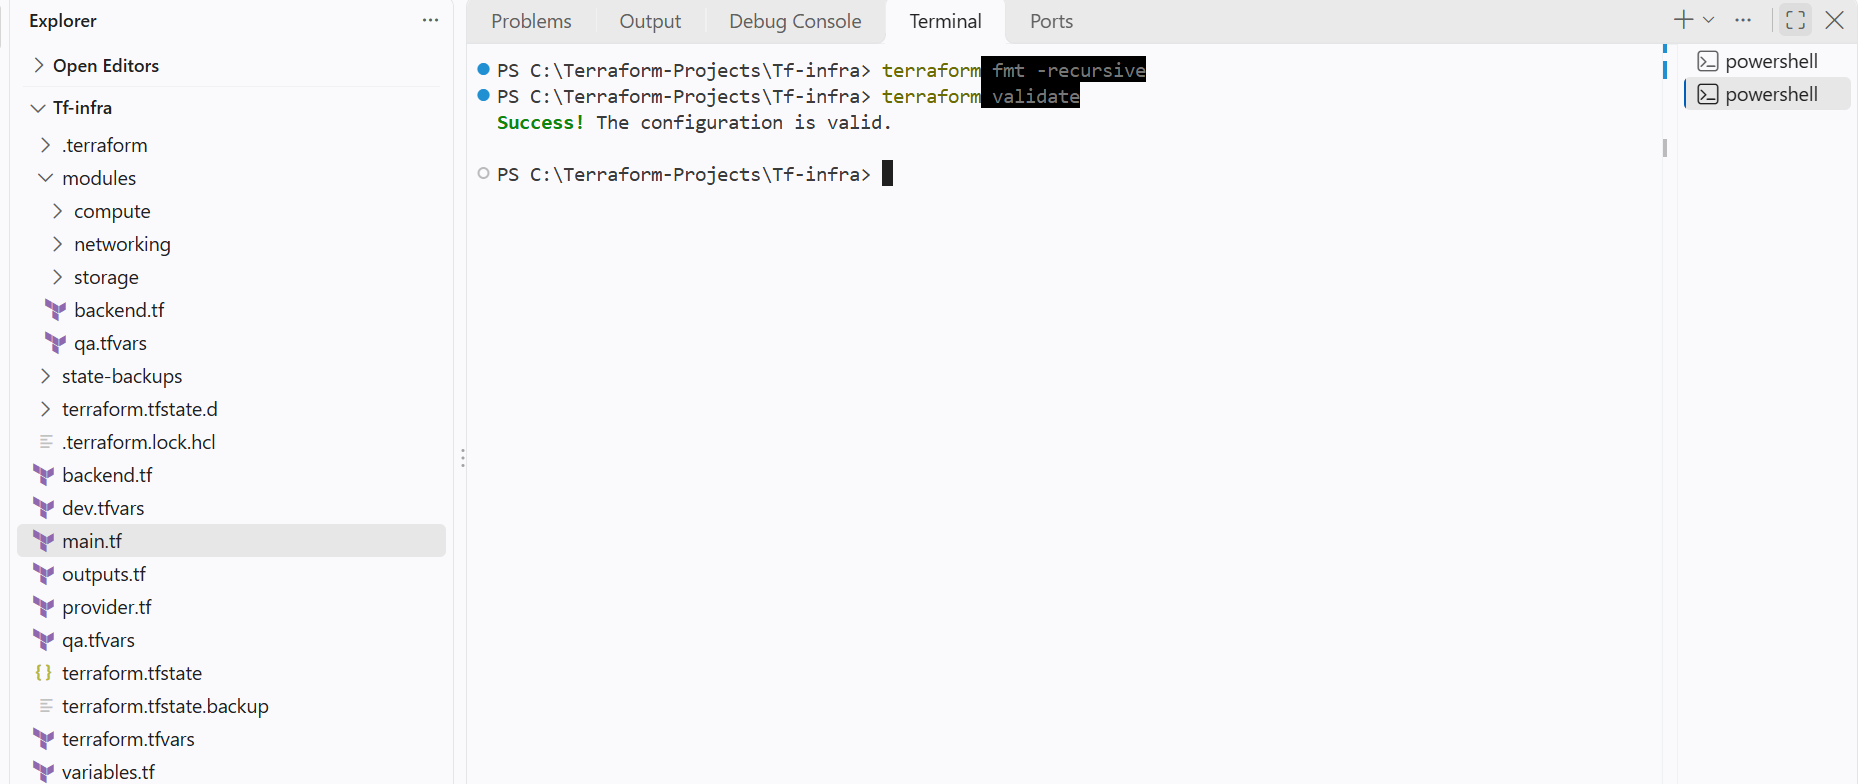 Explorer
Open Editors
Tf-infra
.terraform
modules
compute
networking
storage
backend.tf
qa.tfvars
state-backups
terraform.tfstate.d
.terraform.lock.hcl
backend.tf
dev.tfvars
main.tf
outputs.tf
provider.tf
qa.tfvars
terraform.tfstate
terraform.tfstate.backup
terraform.tfvars
variables.tf
Problems Output Debug Console Terminal Ports
PS C:\Terraform-Projects\Tf-infra> terraform fmt -recursive
PS C:\Terraform-Projects\Tf-infra> terraform validate
Success! The configuration is valid.
PS C:\Terraform-Projects\Tf-infra>
powershell
powershell